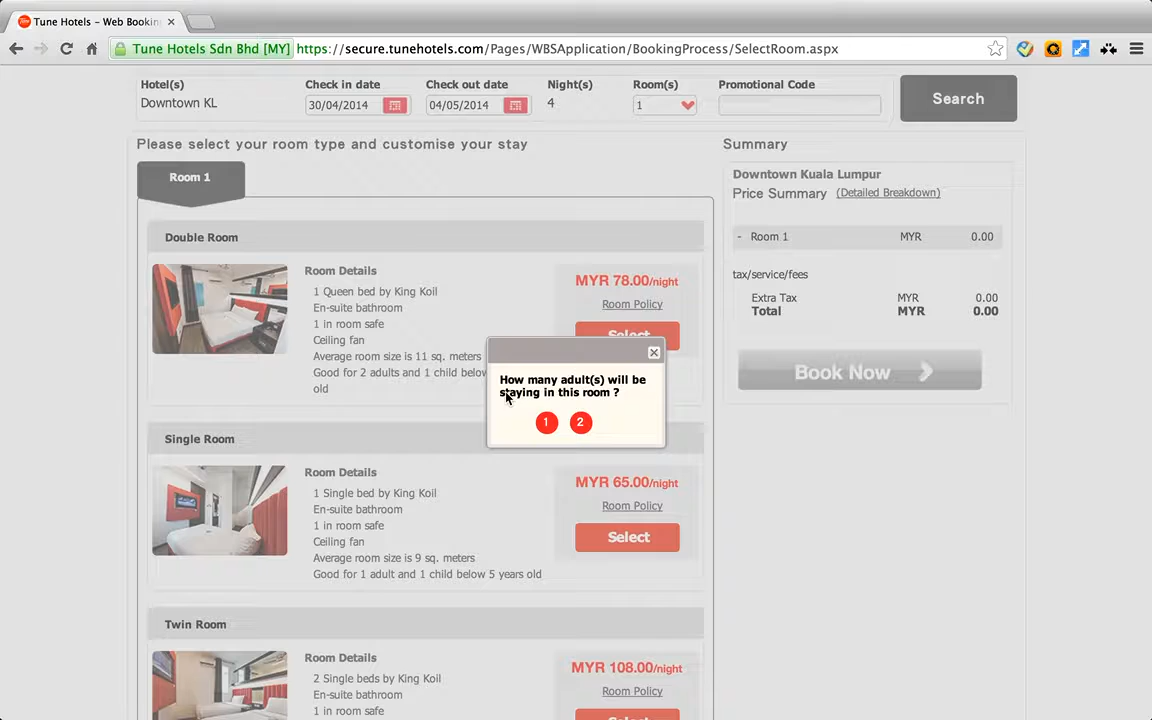 Tune Hotels – Web Booking
Tune Hotels Sdn Bhd [MY] https://secure.tunehotels.com/Pages/WBSApplication/BookingProcess/SelectRoom.aspx
Hotel(s) Check in date Check out date Night(s) Room(s) Promotional Code
Downtown KL 30/04/2014 04/05/2014 4 1
Search
Please select your room type and customise your stay
Room 1
Double Room
Room Details
1 Queen bed by King Koil
En-suite bathroom
1 in room safe
Ceiling fan
Average room size is 11 sq. meters
Good for 2 adults and 1 child below
old
MYR 78.00/night
Room Policy
Select
How many adult(s) will be
staying in this room ?
1 2
Single Room
Room Details
1 Single bed by King Koil
En-suite bathroom
1 in room safe
Ceiling fan
Average room size is 9 sq. meters
Good for 1 adult and 1 child below 5 years old
MYR 65.00/night
Room Policy
Select
Twin Room
Room Details
2 Single beds by King Koil
En-suite bathroom
1 in room safe
MYR 108.00/night
Room Policy
Select
Summary
Downtown Kuala Lumpur
Price Summary (Detailed Breakdown)
- Room 1 MYR 0.00
tax/service/fees
Extra Tax MYR 0.00
Total MYR 0.00
Book Now